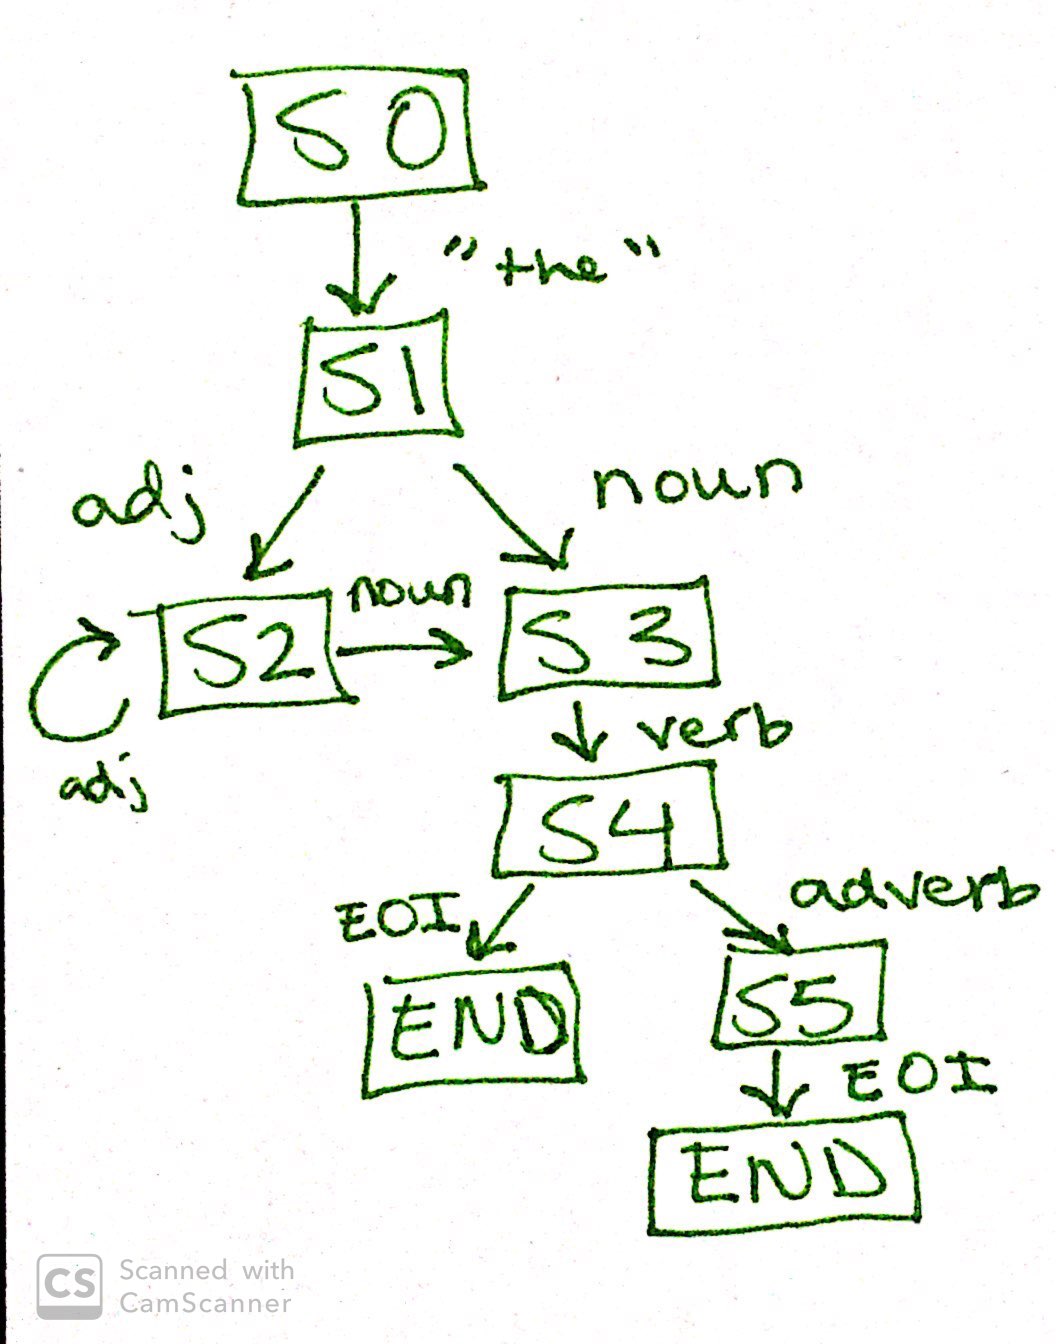 S0
"the"
S1
adj
noun
noun
S2
S3
adj
verb
S4
EOI
adverb
END
S5
EOI
END
CS
Scanned with
CamScanner